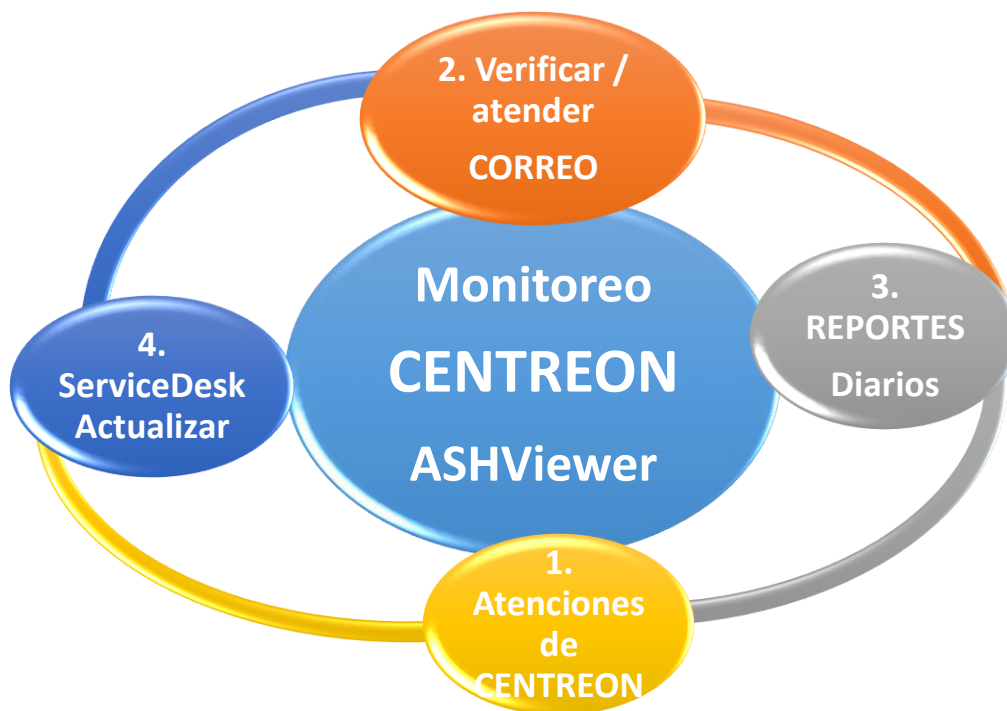 2. Verificar /
atender
CORREO
Monitoreo
CENTREON
ASHViewer
3.
REPORTES
Diarios
4.
ServiceDesk
Actualizar
1.
Atenciones
de
CENTREON